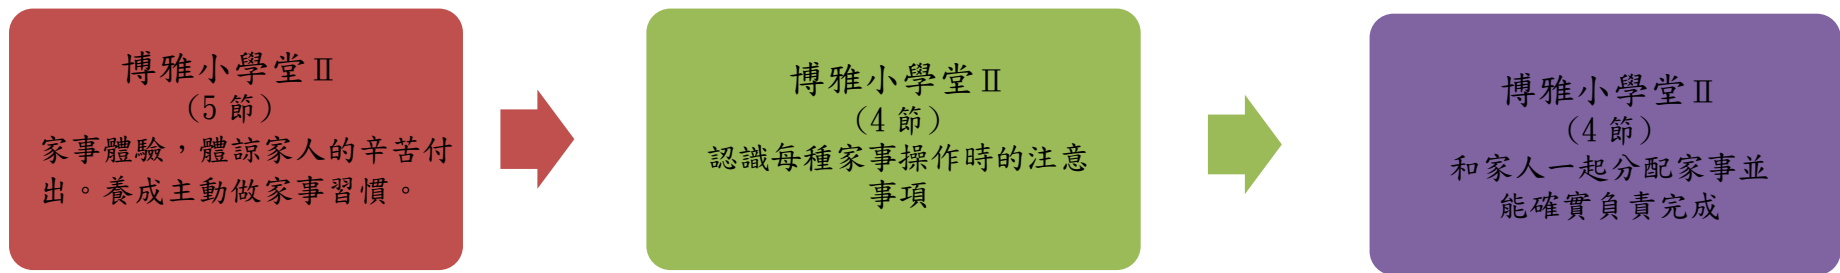 博雅小學堂Ⅱ
（5 節）
家事體驗，體諒家人的辛苦付
出。養成主動做家事習慣。
博雅小學堂Ⅱ
（4 節）
認識每種家事操作時的注意
事項
博雅小學堂Ⅱ
（4 節）
和家人一起分配家事並
能確實負責完成